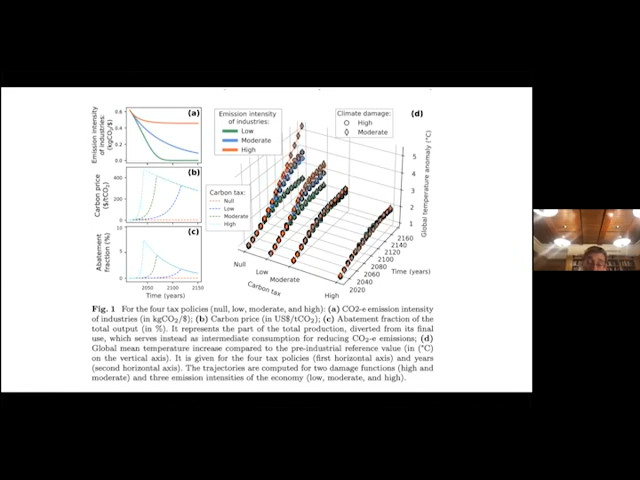 (a)
Emission intensity
of industries
(kgCO₂/$)
0.6
0.4
0.2
0.0
(b)
Carbon price
($/tCO₂)
400
200
0
(c)
Abatement
fraction (%)
10
5
0
2050
2100
2150
Time (years)
Emission intensity
of industries:
Low
Moderate
High
Carbon tax:
Null
Low
Moderate
High
Climate damage:
High
Moderate
(d)
Global temperature anomaly (°C)
5
4
3
2
1
2160
2140
2120
2100
2080
2060
2040
2020
Time (years)
Null
Low
Moderate
High
Carbon tax
Fig. 1 For the four tax policies (null, low, moderate, and high): (a) CO2-e emission intensity
of industries (in kgCO₂/$); (b) Carbon price (in US$/tCO₂); (c) Abatement fraction of the
total output (in %). It represents the part of the total production, diverted from its final
use, which serves instead as intermediate consumption for reducing CO₂-e emissions; (d)
Global mean temperature increase compared to the pre-industrial reference value (in (°C)
on the vertical axis). It is given for the four tax policies (first horizontal axis) and years
(second horizontal axis). The trajectories are computed for two damage functions (high and
moderate) and three emission intensities of the economy (low, moderate, and high).